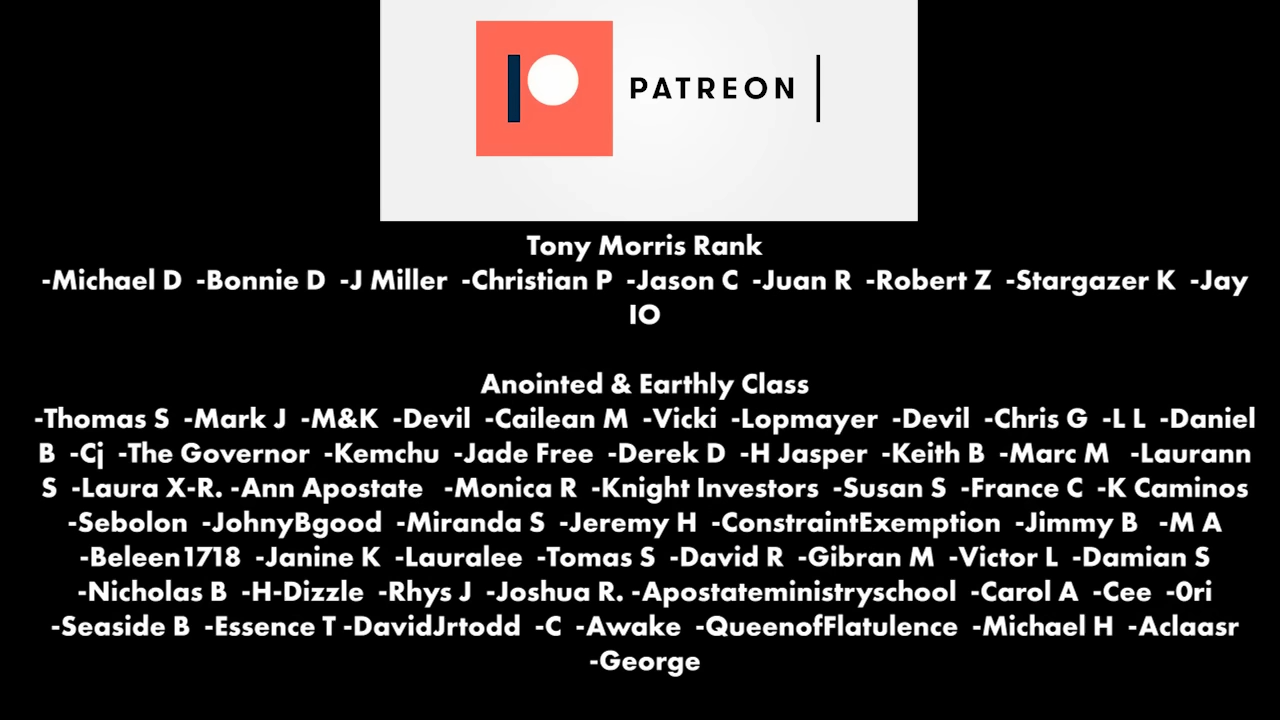 PATREON
Tony Morris Rank
-Michael D -Bonnie D -J Miller -Christian P -Jason C -Juan R -Robert Z -Stargazer K -Jay
IO
Anointed & Earthly Class
-Thomas S -Mark J -M&K -Devil -Cailean M -Vicki -Lopmayer -Devil -Chris G -L L -Daniel
B -Cj -The Governor -Kemchu -Jade Free -Derek D -H Jasper -Keith B -Marc M -Laurann
S -Laura X-R. -Ann Apostate -Monica R -Knight Investors -Susan S -France C -K Caminos
-Sebolon -JohnyBgood -Miranda S -Jeremy H -ConstraintExemption -Jimmy B -M A
-Beleen1718 -Janine K -Lauralee -Tomas S -David R -Gibran M -Victor L -Damian S
-Nicholas B -H-Dizzle -Rhys J -Joshua R. -Apostateministryschool -Carol A -Cee -0ri
-Seaside B -Essence T -DavidJrtodd -C -Awake -QueenofFlatulence -Michael H -Aclaasr
-George